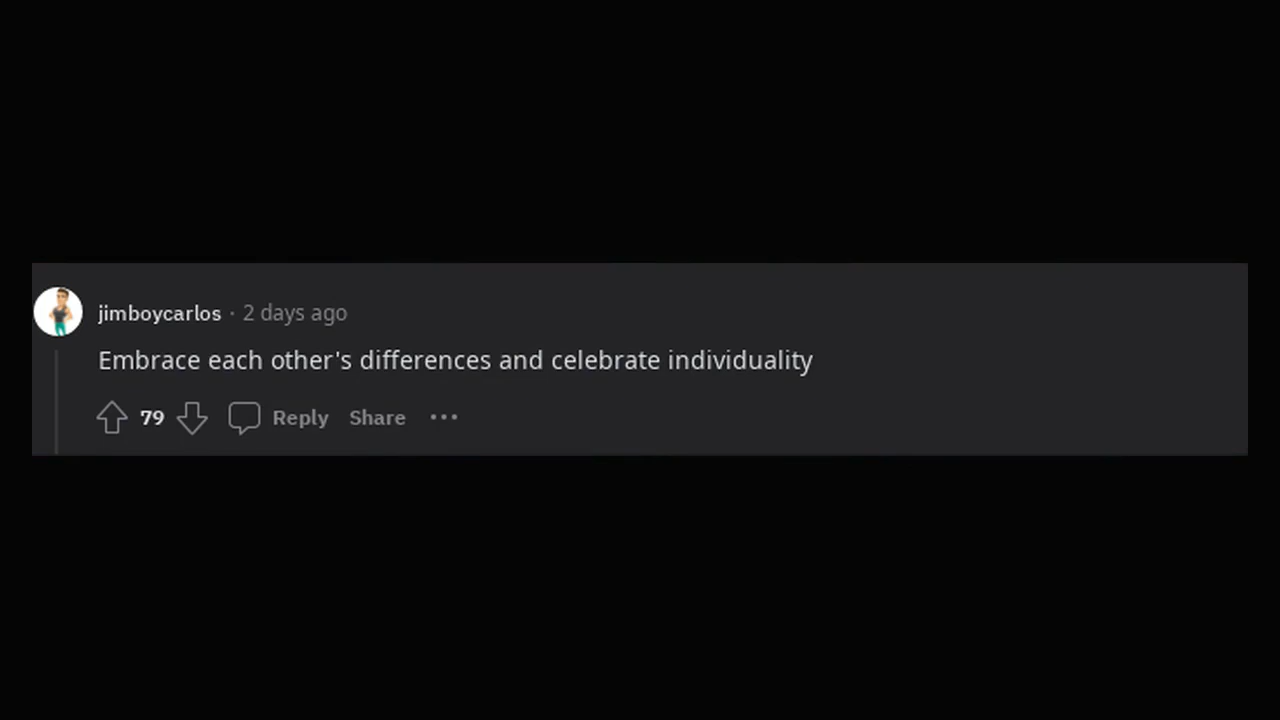 jimboycarlos · 2 days ago
Embrace each other's differences and celebrate individuality
79 Reply Share ···